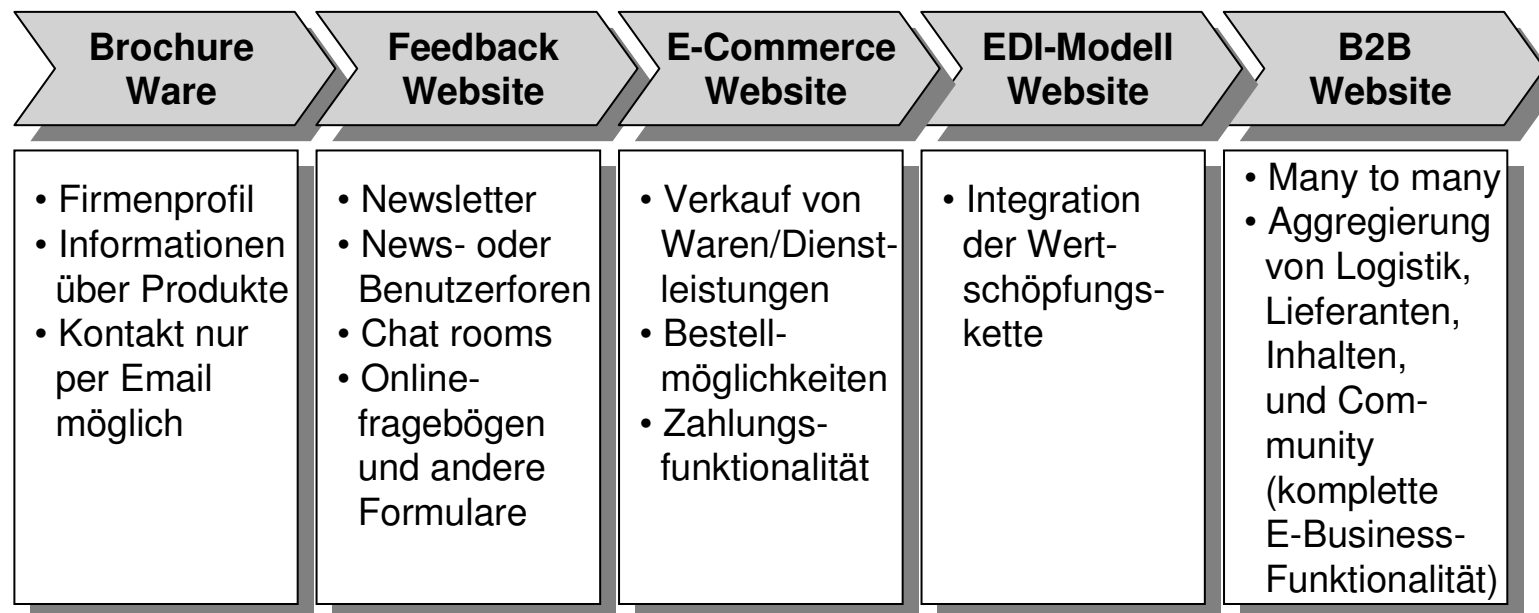 Brochure
Ware
Feedback
Website
E-Commerce
Website
EDI-Modell
Website
B2B
Website
• Firmenprofil
• Informationen
über Produkte
• Kontakt nur
per Email
möglich
• Newsletter
• News- oder
Benutzerforen
• Chat rooms
• Online-
fragebögen
und andere
Formulare
• Verkauf von
Waren/Dienst-
leistungen
• Bestell-
möglichkeiten
• Zahlungs-
funktionalität
• Integration
der Wert-
schöpfungs-
kette
• Many to many
• Aggregierung
von Logistik,
Lieferanten,
Inhalten,
und Com-
munity
(komplette
E-Business-
Funktionalität)